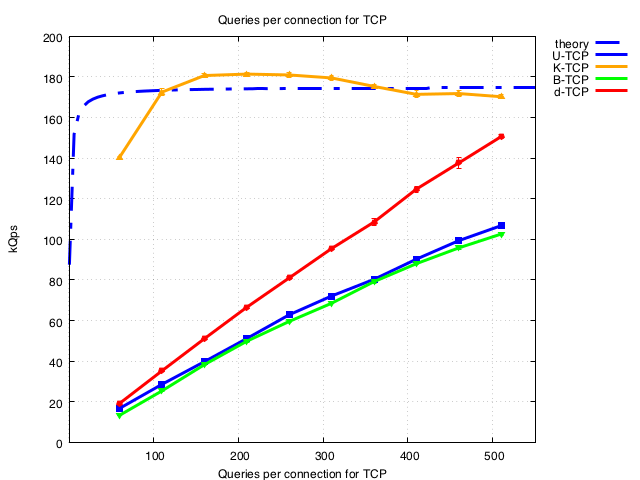 Queries per connection for TCP
theory
U-TCP
K-TCP
B-TCP
d-TCP
200
180
160
140
120
100
80
60
40
20
0
kQps
100 200 300 400 500
Queries per connection for TCP